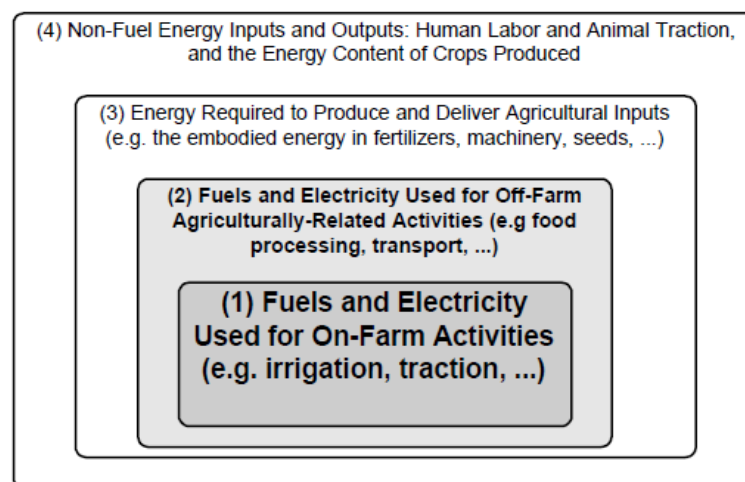 (4) Non-Fuel Energy Inputs and Outputs: Human Labor and Animal Traction,
and the Energy Content of Crops Produced
(3) Energy Required to Produce and Deliver Agricultural Inputs
(e.g. the embodied energy in fertilizers, machinery, seeds, ...)
(2) Fuels and Electricity Used for Off-Farm
Agriculturally-Related Activities (e.g food
processing, transport, ...)
(1) Fuels and Electricity
Used for On-Farm Activities
(e.g. irrigation, traction, ...)